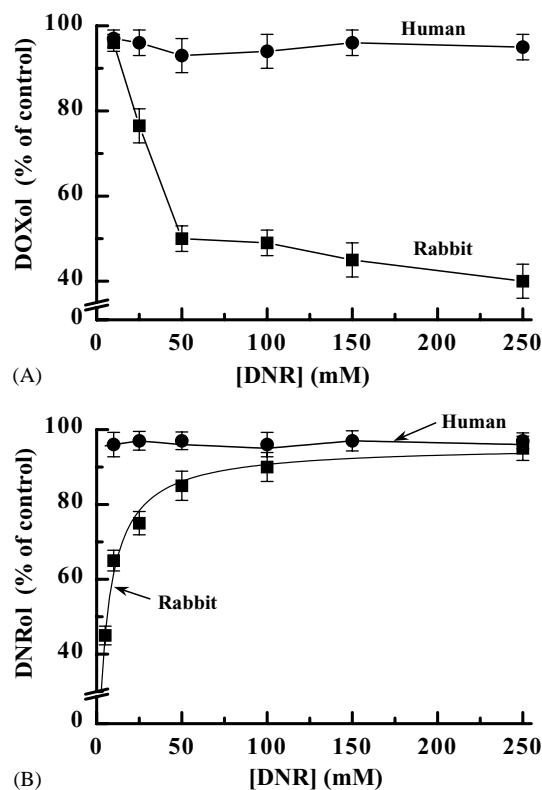 100
Human
80
DOXol (% of control)
60
Rabbit
40
0
0 50 100 150 200 250
(A)
[DNR] (mM)
100
Human
80
DNRol (% of control)
60
Rabbit
40
0
0 50 100 150 200 250
(B)
[DNR] (mM)